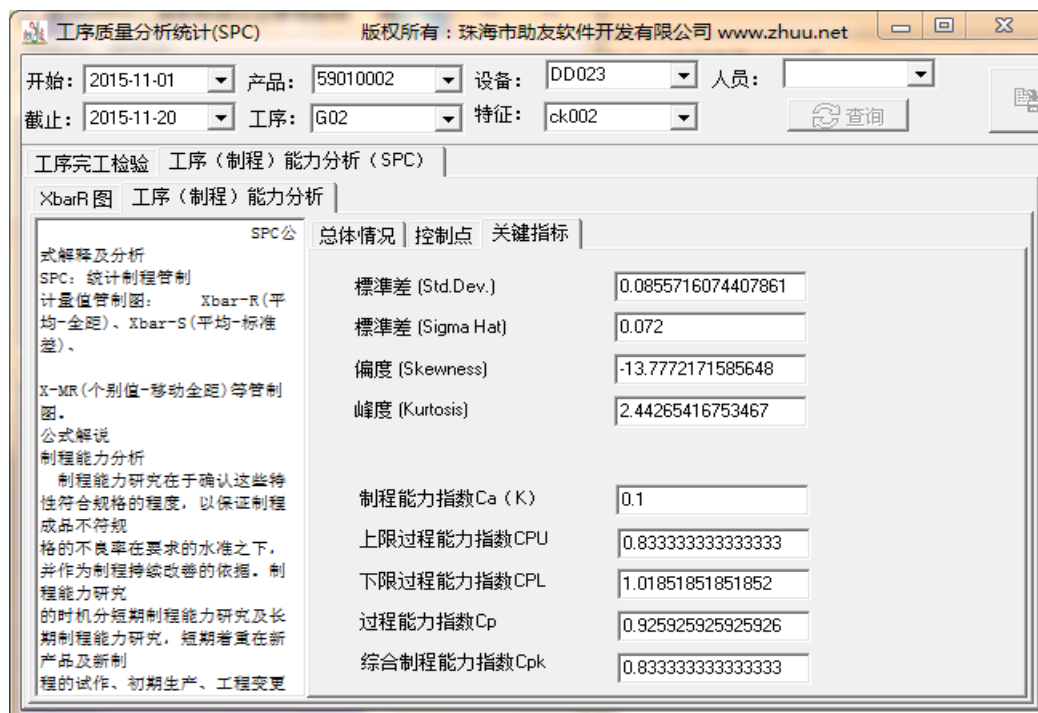 工序质量分析统计(SPC) 版权所有：珠海市助友软件开发有限公司 www.zhuu.net
开始: 2015-11-01 产品: 59010002 设备: DD023 人员:
截止: 2015-11-20 工序: G02 特征: ck002 查询
工序完工检验 工序（制程）能力分析（SPC）
XbarR 图 工序（制程）能力分析
总体情况 控制点 关键指标
SPC公
式解释及分析
SPC: 统计制程管制
计量值管制图: Xbar-R(平
均-全距)、Xbar-S(平均-标准
差)、
X-MR(个别值-移动全距)等管制
图.
公式解说
制程能力分析
制程能力研究在于确认这些特
性符合规格的程度, 以保证制程
成品不符规
格的不良率在要求的水准之下,
并作为制程持续改善的依据. 制
程能力研究
的时机分短期制程能力研究及长
期制程能力研究, 短期着重在新
产品及新制
程的试作、初期生产、工程变更
標準差 (Std.Dev.) 0.0855716074407861
標準差 (Sigma Hat) 0.072
偏度 (Skewness) -13.7772171585648
峰度 (Kurtosis) 2.44265416753467
制程能力指数Ca（K） 0.1
上限过程能力指数CPU 0.833333333333333
下限过程能力指数CPL 1.01851851851852
过程能力指数Cp 0.925925925925926
综合制程能力指数Cpk 0.833333333333333